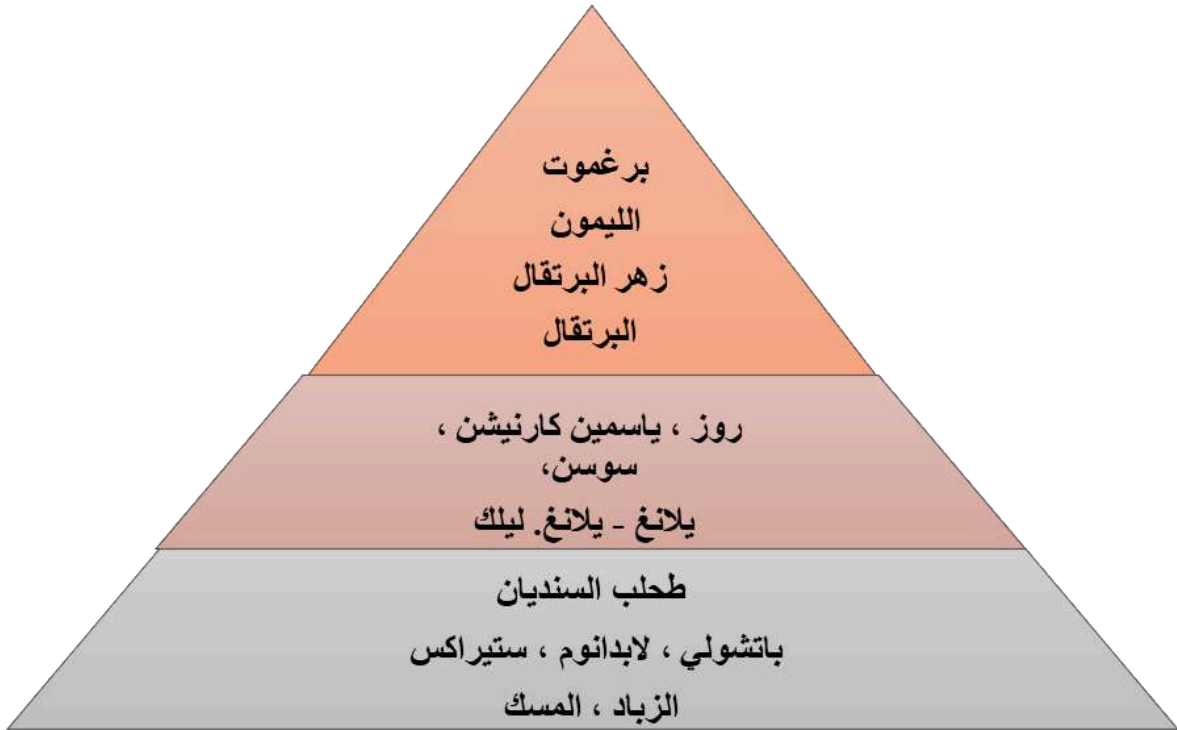 برغموت
الليمون
زهر البرتقال
البرتقال
روز ، ياسمين كارنيشن ،
سوسن،
يلانغ - يلانغ. ليلك
طحلب السنديان
باتشولي ، لابدانوم ، ستيراكس
الزباد ، المسك